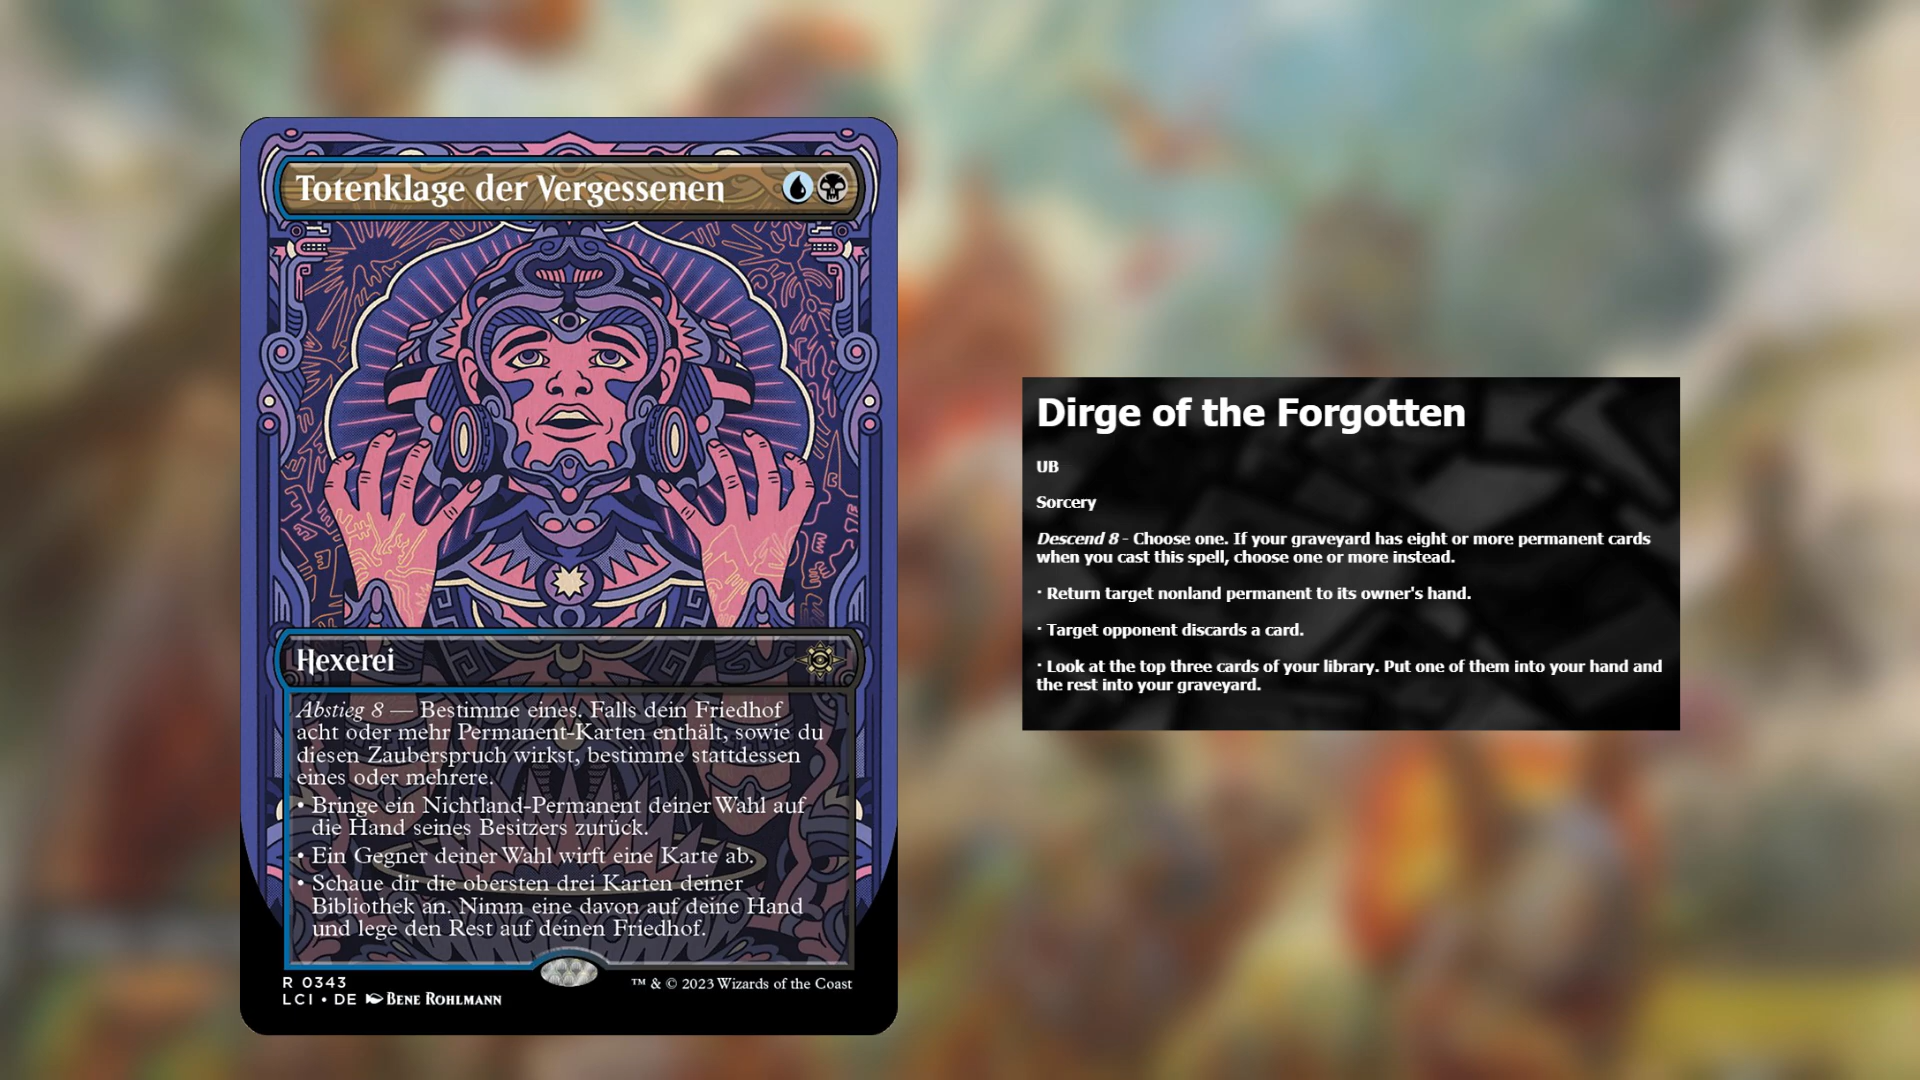 Totenklage der Vergessenen
Hexerei
Abstieg 8 — Bestimme eines. Falls dein Friedhof
acht oder mehr Permanent-Karten enthält, sowie du
diesen Zauberspruch wirkst, bestimme stattdessen
eines oder mehrere.
• Bringe ein Nichtland-Permanent deiner Wahl auf
die Hand seines Besitzers zurück.
• Ein Gegner deiner Wahl wirft eine Karte ab.
• Schaue dir die obersten drei Karten deiner
Bibliothek an. Nimm eine davon auf deine Hand
und lege den Rest auf deinen Friedhof.
R 0343
LCI • DE Bene Rohlmann
™ & © 2023 Wizards of the Coast
Dirge of the Forgotten
UB
Sorcery
Descend 8 - Choose one. If your graveyard has eight or more permanent cards
when you cast this spell, choose one or more instead.
· Return target nonland permanent to its owner's hand.
· Target opponent discards a card.
· Look at the top three cards of your library. Put one of them into your hand and
the rest into your graveyard.